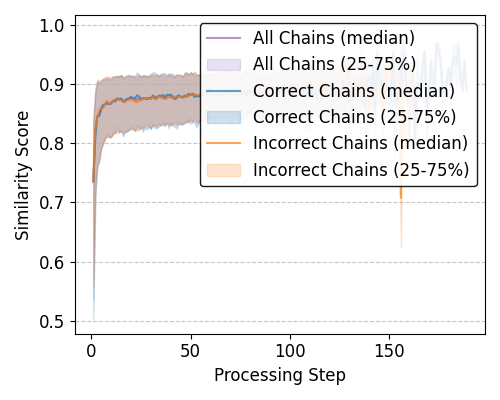 1.0
0.9
0.8
0.7
0.6
0.5
Similarity Score
All Chains (median)
All Chains (25-75%)
Correct Chains (median)
Correct Chains (25-75%)
Incorrect Chains (median)
Incorrect Chains (25-75%)
0 50 100 150
Processing Step